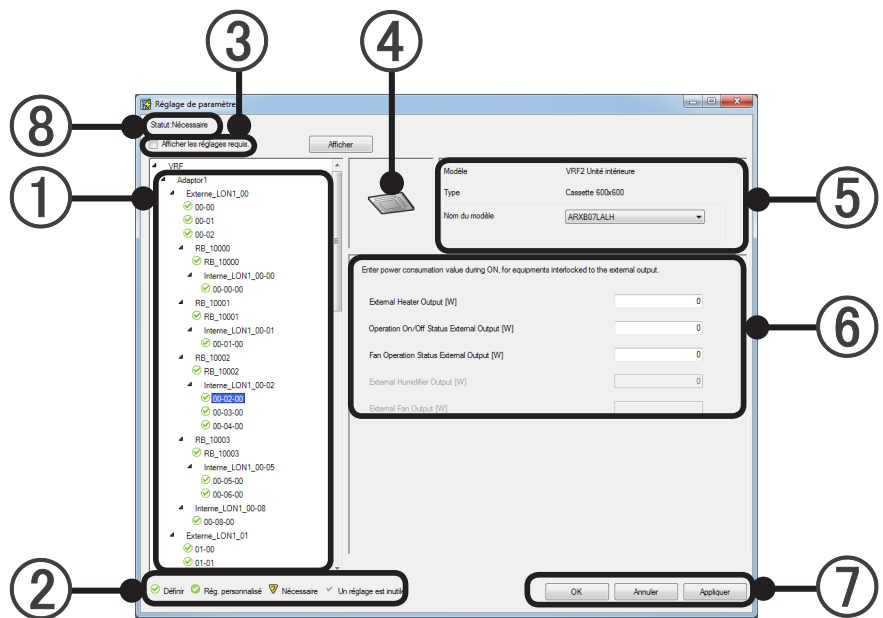 ③
④
Réglage de paramètre
⑧
Statut:Nécessaire
Afficher les réglages requis.
Afficher
①
VRF
Adaptor1
Externe_LON1_00
00-00
00-01
00-02
RB_10000
RB_10000
Interne_LON1_00-00
00-00-00
RB_10001
RB_10001
Interne_LON1_00-01
00-01-00
RB_10002
RB_10002
Interne_LON1_00-02
00-02-00
00-03-00
00-04-00
RB_10003
RB_10003
Interne_LON1_00-05
00-05-00
00-06-00
Interne_LON1_00-08
00-08-00
Externe_LON1_01
01-00
01-01
Modèle VRF2 Unité intérieure
Type Cassette 600x600
Nom du modèle ARXB07LALH
⑤
Enter power consumation value during ON, for equipments interlocked to the external output.
External Heater Output [W] 0
Operation On/Off Status External Output [W] 0
Fan Operation Status External Output [W] 0
External Humidifier Output [W] 0
External Fan Output [W]
⑥
②
Définir Rég. personnalisé Nécessaire Un réglage est inutile
OK Annuler Appliquer
⑦